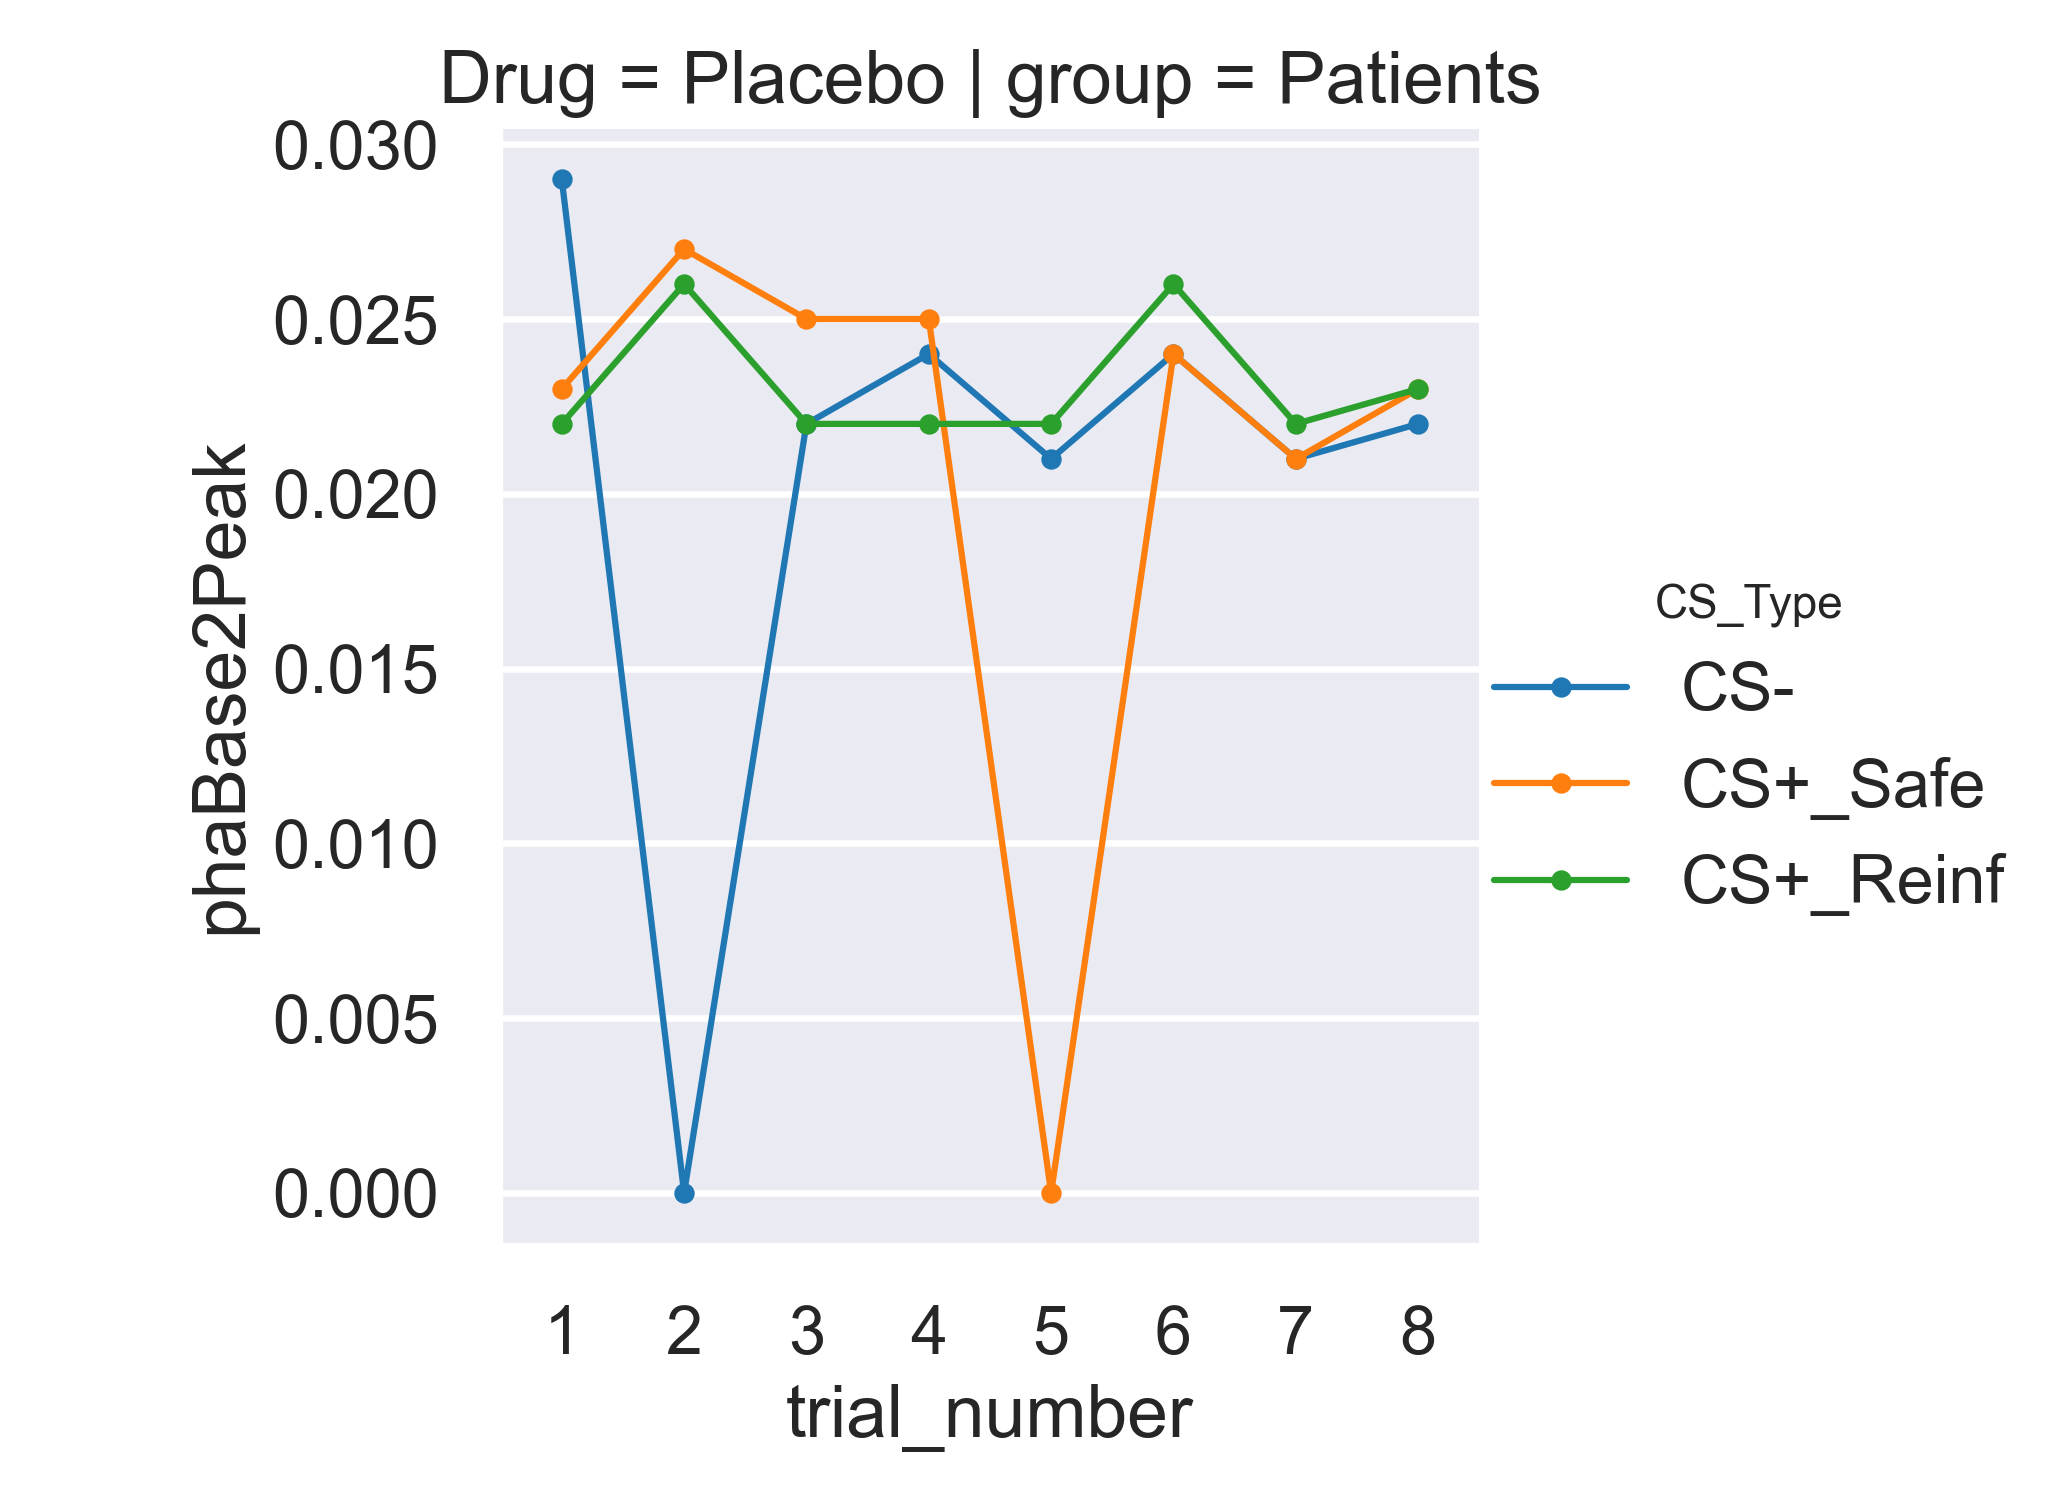 Drug = Placebo | group = Patients
0.030
0.025
0.020
0.015
0.010
0.005
0.000
phaBase2Peak
1 2 3 4 5 6 7 8
trial_number
CS_Type
CS-
CS+_Safe
CS+_Reinf